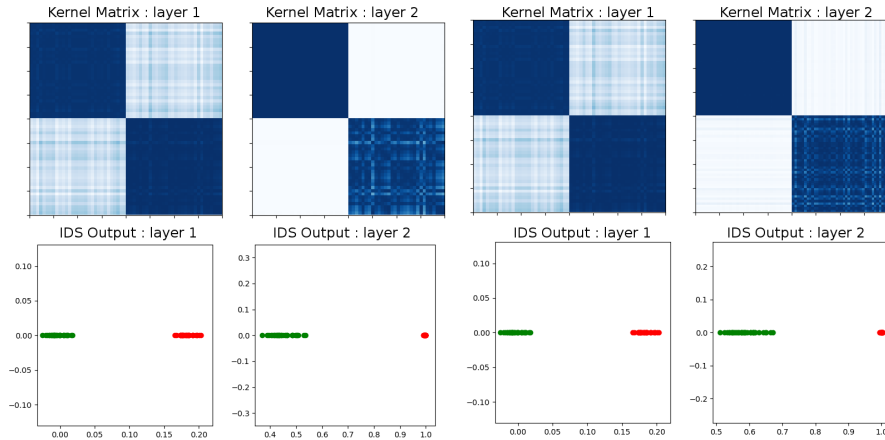 Kernel Matrix : layer 1
Kernel Matrix : layer 2
Kernel Matrix : layer 1
Kernel Matrix : layer 2
IDS Output : layer 1
IDS Output : layer 2
IDS Output : layer 1
IDS Output : layer 2
0.10
0.05
0.00
−0.05
−0.10
0.00 0.05 0.10 0.15 0.20
0.3
0.2
0.1
0.0
−0.1
−0.2
−0.3
0.4 0.5 0.6 0.7 0.8 0.9 1.0
0.10
0.05
0.00
−0.05
−0.10
0.00 0.05 0.10 0.15 0.20
0.2
0.1
0.0
−0.1
−0.2
0.5 0.6 0.7 0.8 0.9 1.0